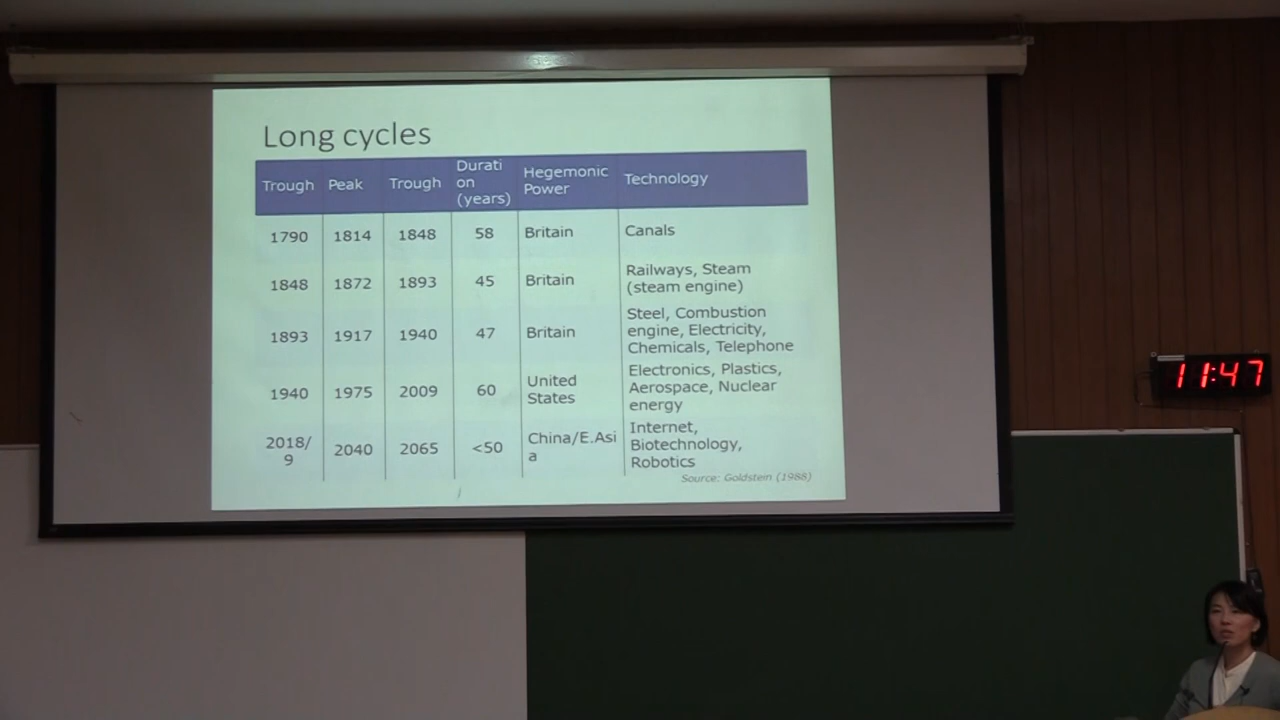 Long cycles
Trough Peak Trough Durati
on
(years) Hegemonic
Power Technology
1790 1814 1848 58 Britain Canals
1848 1872 1893 45 Britain Railways, Steam
(steam engine)
1893 1917 1940 47 Britain Steel, Combustion
engine, Electricity,
Chemicals, Telephone
1940 1975 2009 60 United
States Electronics, Plastics,
Aerospace, Nuclear
energy
2018/
9 2040 2065 <50 China/E.Asi
a Internet,
Biotechnology,
Robotics
Source: Goldstein (1988)
11:47